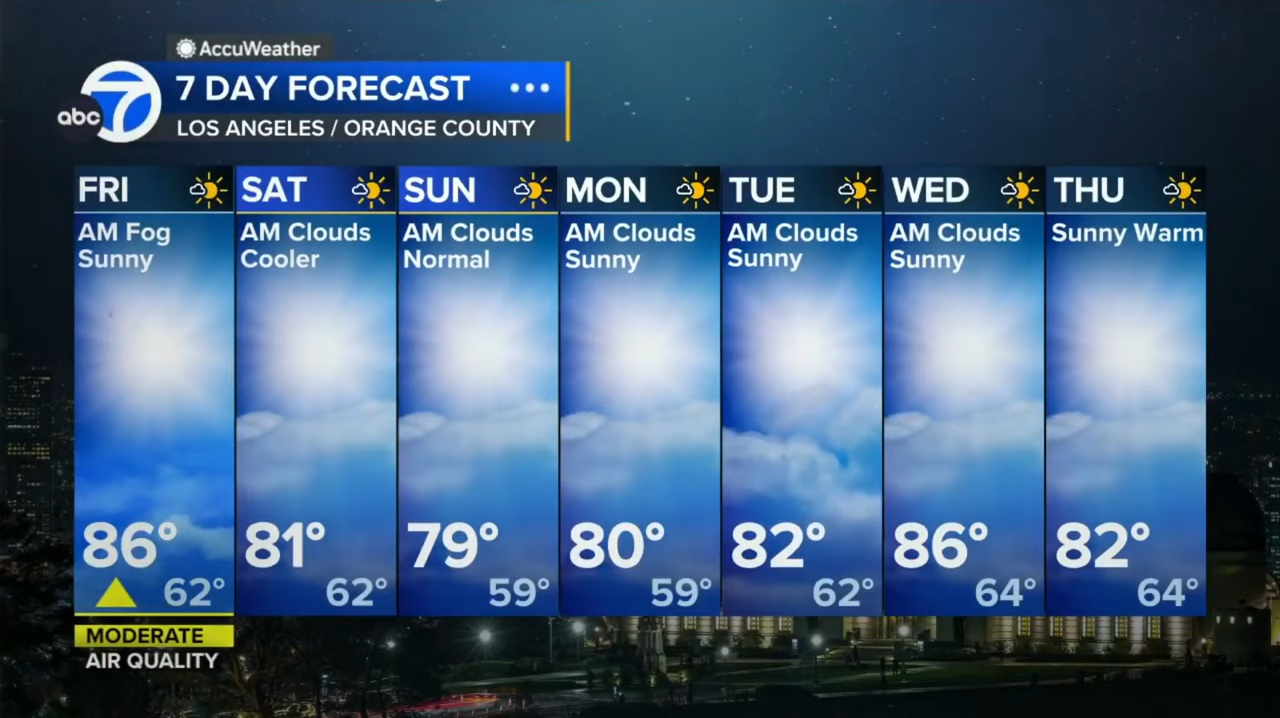 AccuWeather
abc 7
7 DAY FORECAST
LOS ANGELES / ORANGE COUNTY
FRI
AM Fog
Sunny
86°
62°
MODERATE
AIR QUALITY
SAT
AM Clouds
Cooler
81°
62°
SUN
AM Clouds
Normal
79°
59°
MON
AM Clouds
Sunny
80°
59°
TUE
AM Clouds
Sunny
82°
62°
WED
AM Clouds
Sunny
86°
64°
THU
Sunny Warm
82°
64°